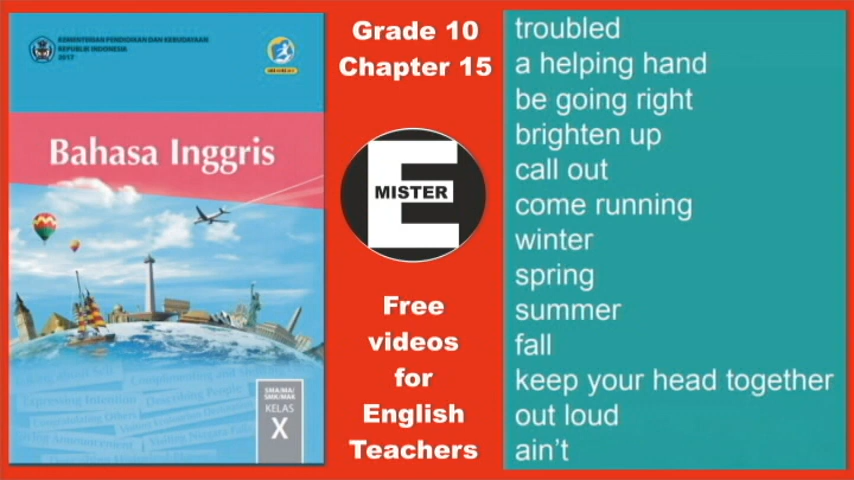 KEMENTERIAN PENDIDIKAN DAN KEBUDAYAAN
REPUBLIK INDONESIA
2017
Bahasa Inggris
SMA/MA/
SMK/MAK
KELAS
X
Grade 10
Chapter 15
E
MISTER
Free
videos
for
English
Teachers
troubled
a helping hand
be going right
brighten up
call out
come running
winter
spring
summer
fall
keep your head together
out loud
ain't